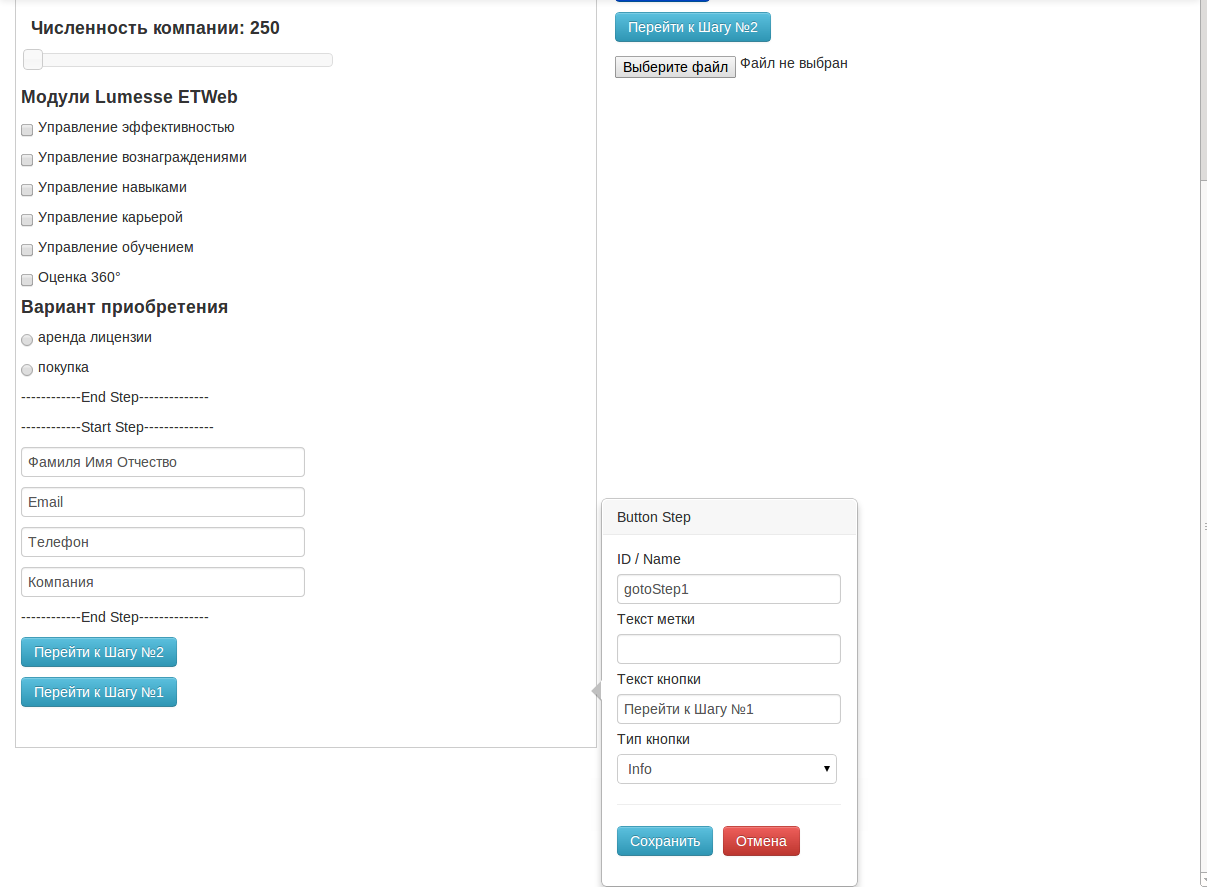 Численность компании: 250
Модули Lumesse ETWeb
Управление эффективностью
Управление вознаграждениями
Управление навыками
Управление карьерой
Управление обучением
Оценка 360°
Вариант приобретения
аренда лицензии
покупка
------------End Step--------------
------------Start Step--------------
Фамиля Имя Отчество
Email
Телефон
Компания
------------End Step--------------
Перейти к Шагу №2
Перейти к Шагу №1
Перейти к Шагу №2
Выберите файл Файл не выбран
Button Step
ID / Name
gotoStep1
Текст метки
Текст кнопки
Перейти к Шагу №1
Тип кнопки
Info
Сохранить Отмена